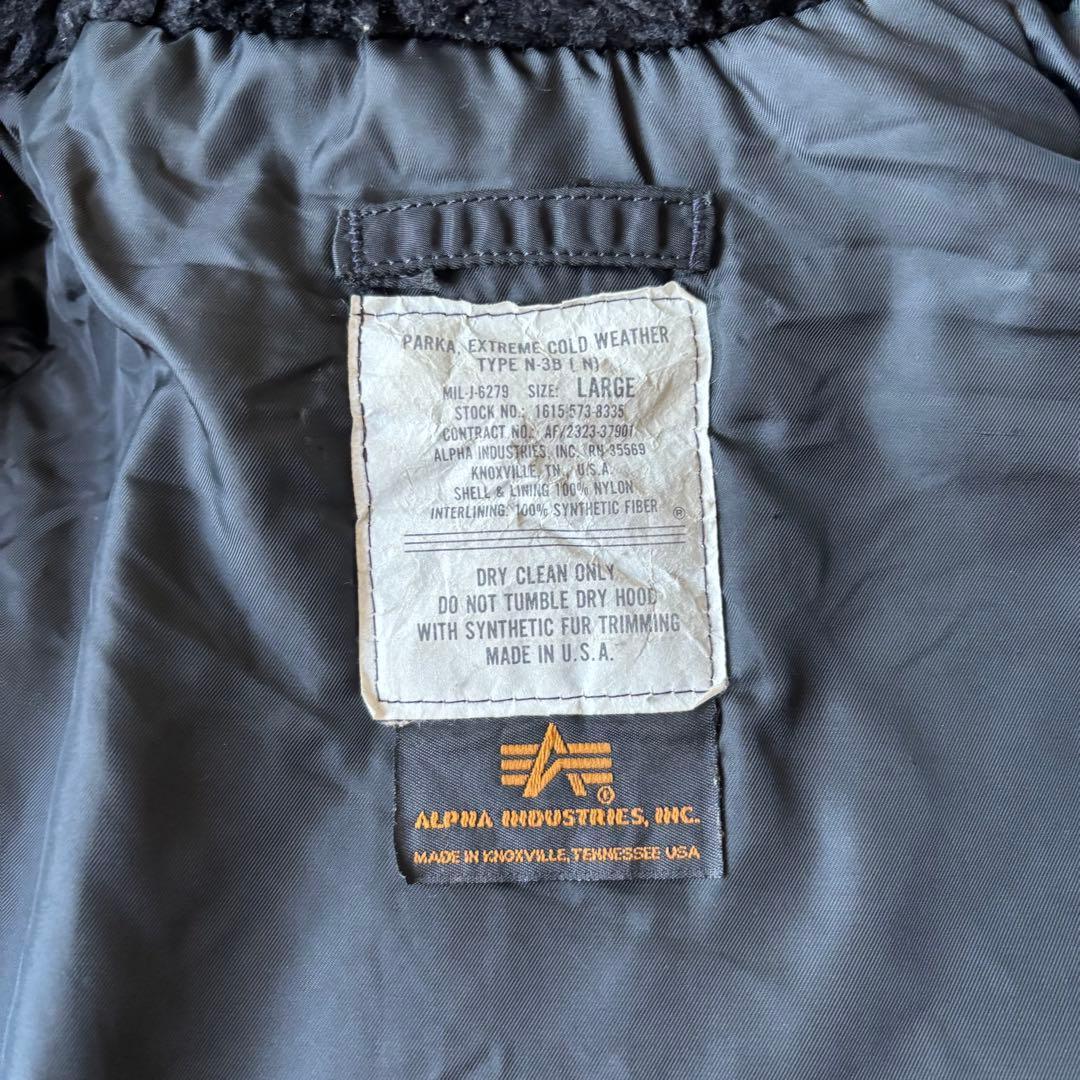 PARKA, EXTREME COLD WEATHER
TYPE N-3B ( N)
MIL-J-6279 SIZE: LARGE
STOCK NO.: 1615-573-8335
CONTRACT NO.: AF/2323-37901
ALPHA INDUSTRIES, INC. RN 35569
KNOXVILLE, TN., U.S.A.
SHELL & LINING 100% NYLON
INTERLINING: 100% SYNTHETIC FIBER ®
DRY CLEAN ONLY
DO NOT TUMBLE DRY HOOD
WITH SYNTHETIC FUR TRIMMING
MADE IN U.S.A.
ALPHA INDUSTRIES, INC.
MADE IN KNOXVILLE, TENNESSEE USA